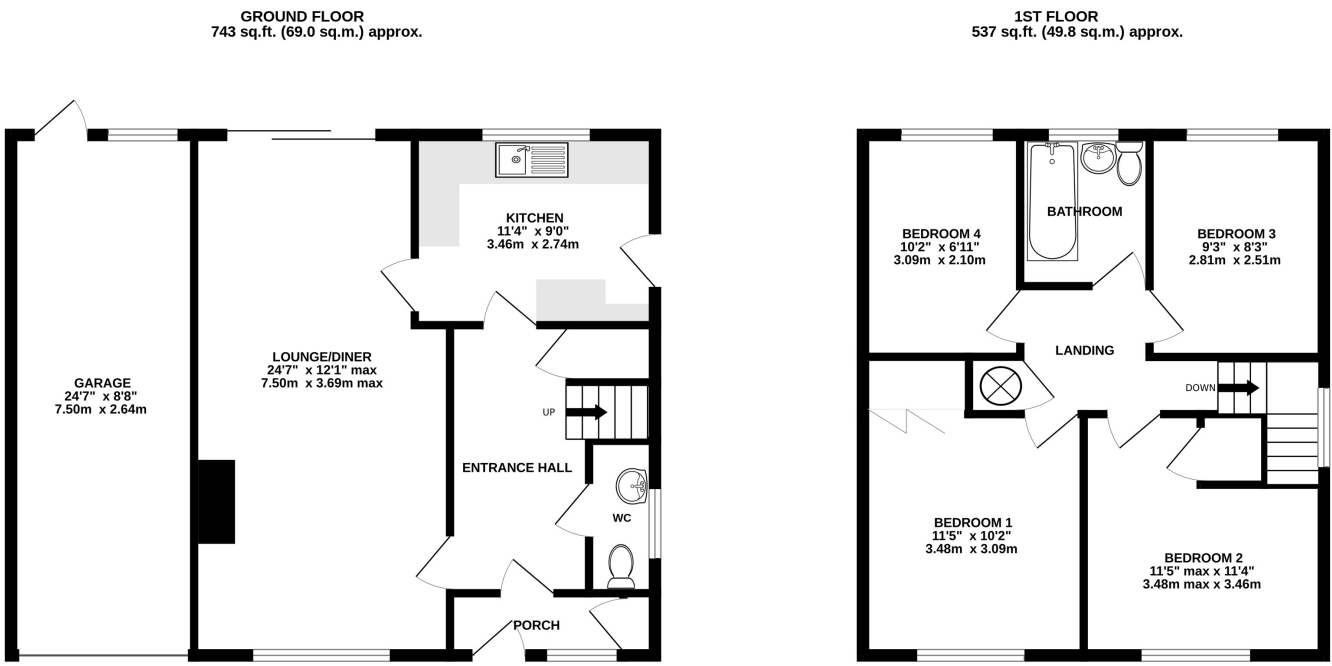 GROUND FLOOR
743 sq.ft. (69.0 sq.m.) approx.
1ST FLOOR
537 sq.ft. (49.8 sq.m.) approx.
KITCHEN
11'4" x 9'0"
3.46m x 2.74m
LOUNGE/DINER
24'7" x 12'1" max
7.50m x 3.69m max
GARAGE
24'7" x 8'8"
7.50m x 2.64m
UP
ENTRANCE HALL
WC
PORCH
BATHROOM
BEDROOM 4
10'2" x 6'11"
3.09m x 2.10m
BEDROOM 3
9'3" x 8'3"
2.81m x 2.51m
LANDING
DOWN
BEDROOM 1
11'5" x 10'2"
3.48m x 3.09m
BEDROOM 2
11'5" max x 11'4"
3.48m max x 3.46m